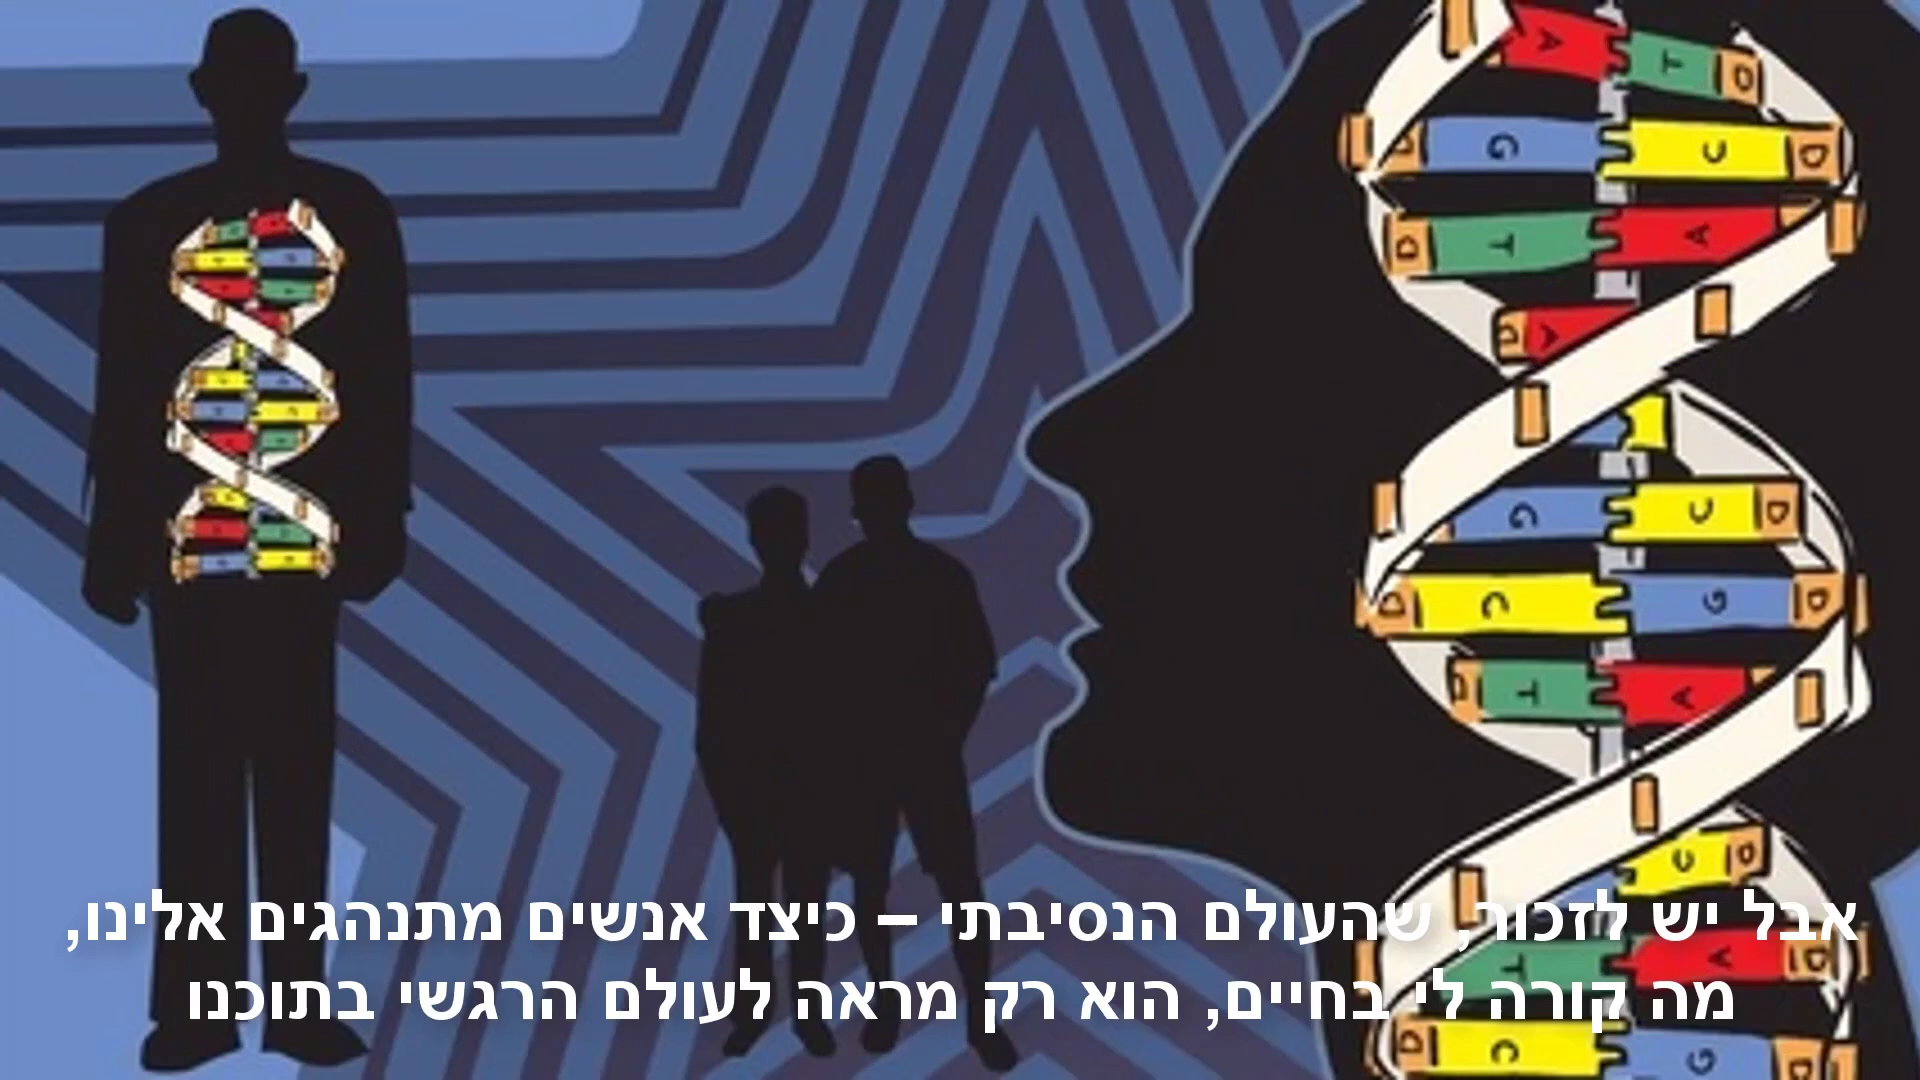 אבל יש לזכור, שהעולם הנסיבתי – כיצד אנשים מתנהגים אלינו,
מה קורה לי בחיים, הוא רק מראה לעולם הרגשי בתוכנו
A T D
D G C D
D T A
D A
G C D
D C G D
D T A
C D
T A D
D C G D